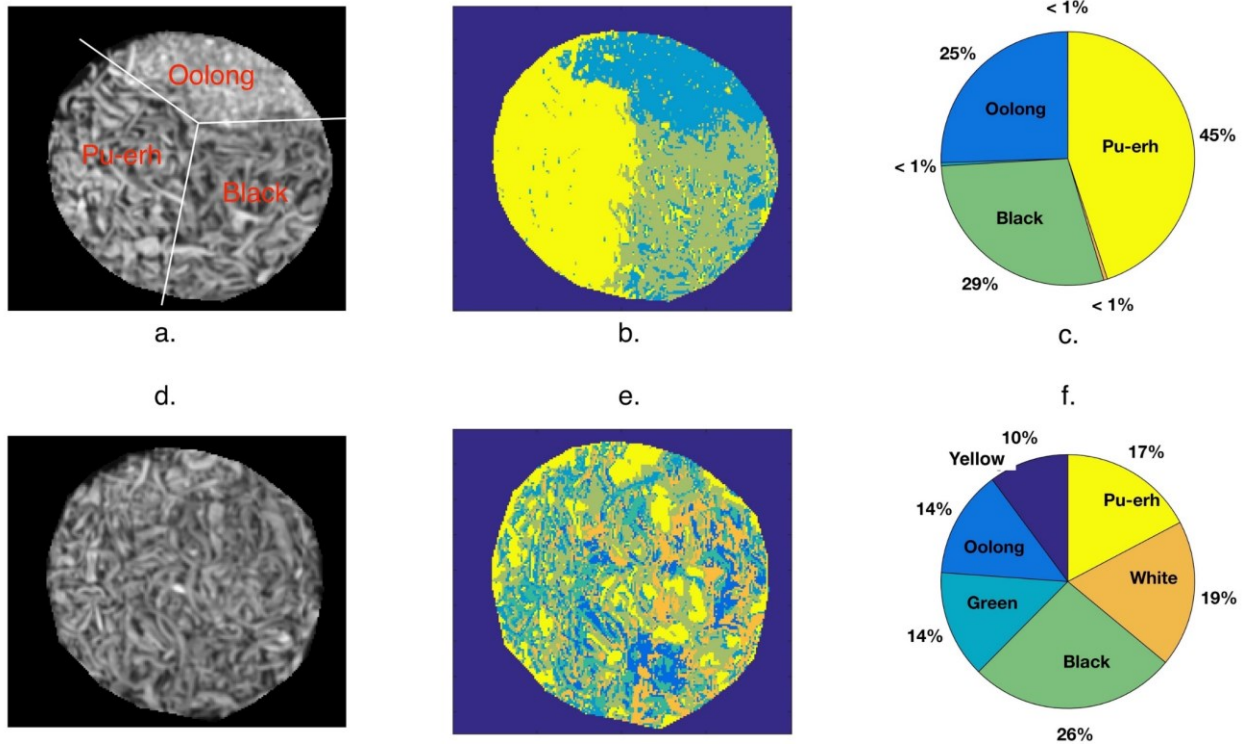 Oolong
Pu-erh
Black
a.
b.
< 1%
25%
Oolong
Pu-erh
45%
< 1%
Black
29%
< 1%
c.
d.
e.
f.
10%
17%
Yellow
Pu-erh
14%
Oolong
White
Green
19%
14%
Black
26%